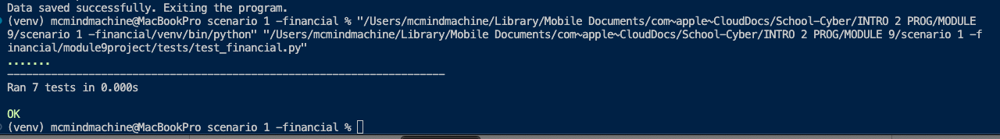 Data saved successfully. Exiting the program.
(venv) mcmindmachine@MacBookPro scenario 1 -financial % "/Users/mcmindmachine/Library/Mobile Documents/com~apple~CloudDocs/School-Cyber/INTRO 2 PROG/MODULE
9/scenario 1 -financial/venv/bin/python" "/Users/mcmindmachine/Library/Mobile Documents/com~apple~CloudDocs/School-Cyber/INTRO 2 PROG/MODULE 9/scenario 1 -f
inancial/module9project/tests/test_financial.py"
.......
----------------------------------------------------------------------
Ran 7 tests in 0.000s
OK
(venv) mcmindmachine@MacBookPro scenario 1 -financial %